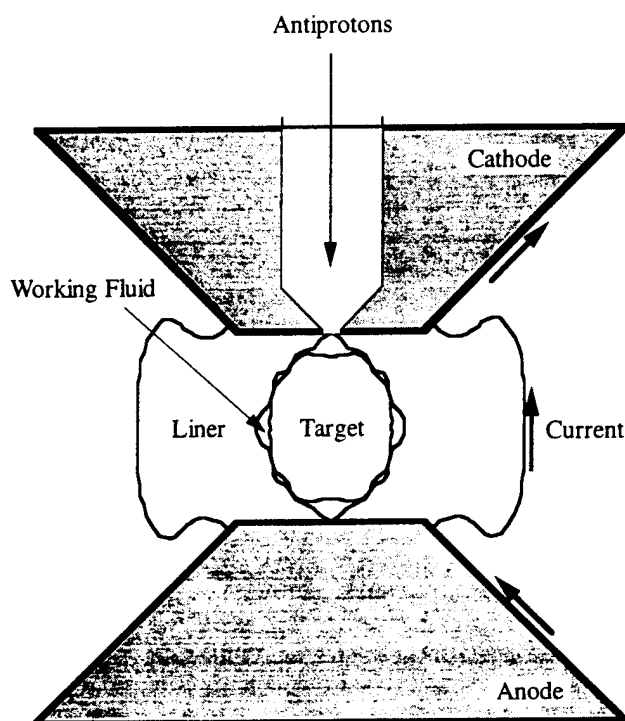 Antiprotons
Cathode
Working Fluid
Liner
Target
Current
Anode